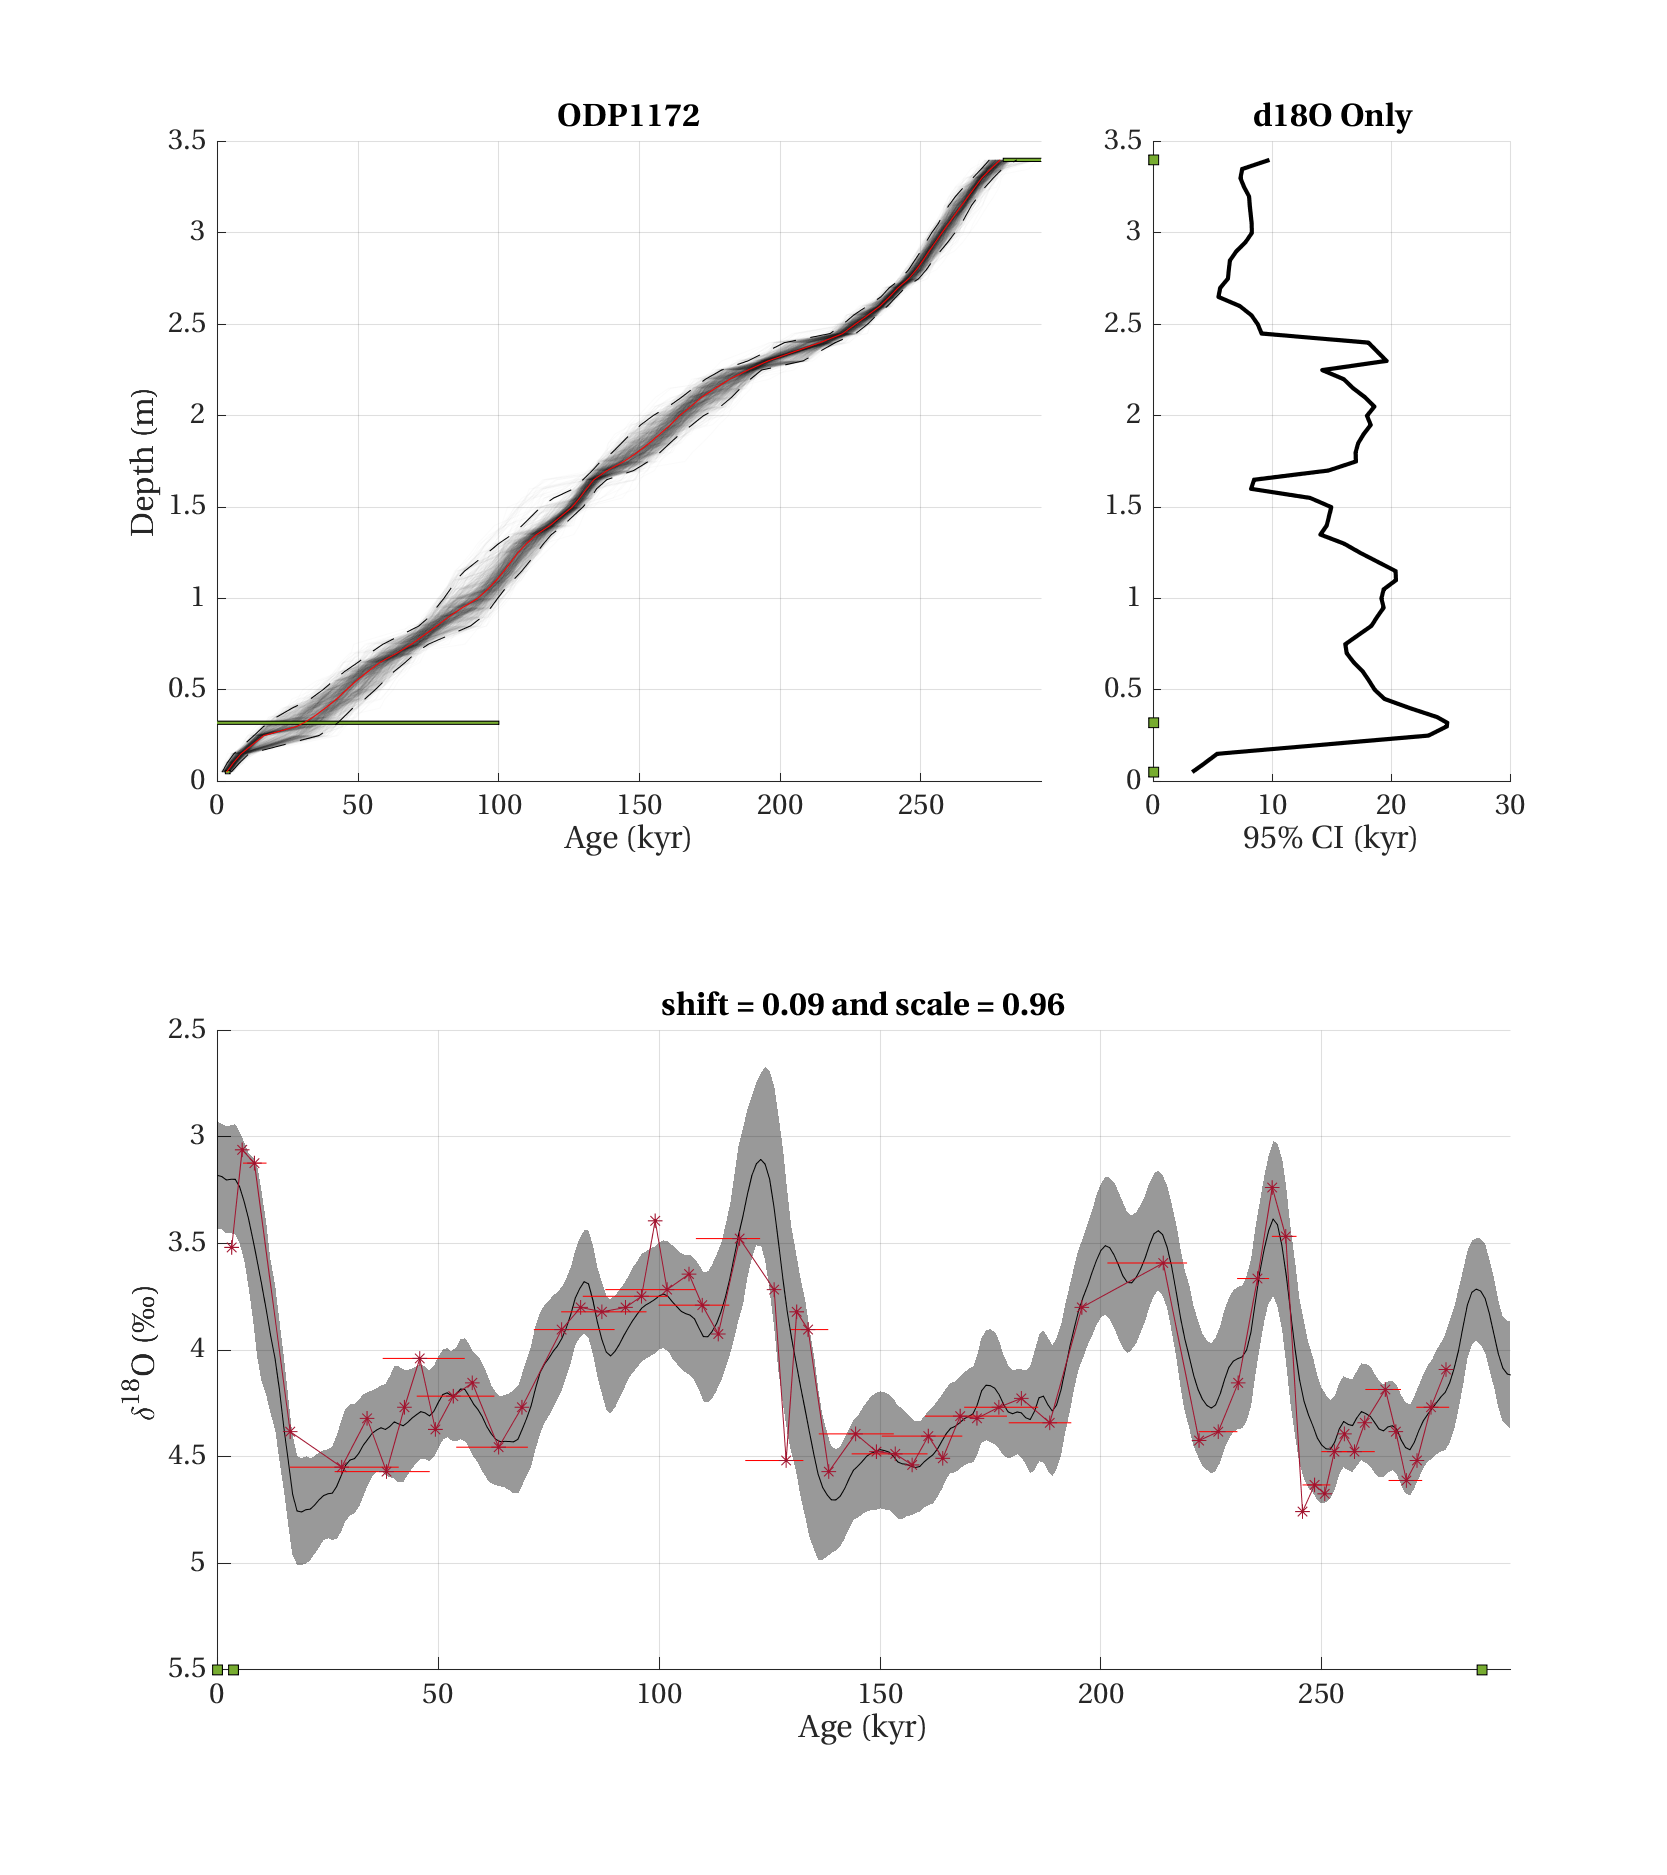 ODP1172
d18O Only
3.5
3
2.5
2
1.5
1
0.5
0
Depth (m)
0 50 100 150 200 250
Age (kyr)
3.5
3
2.5
2
1.5
1
0.5
0
0 10 20 30
95% CI (kyr)
shift = 0.09 and scale = 0.96
2.5
3
3.5
4
4.5
5
5.5
δ¹⁸O (‰)
0 50 100 150 200 250
Age (kyr)